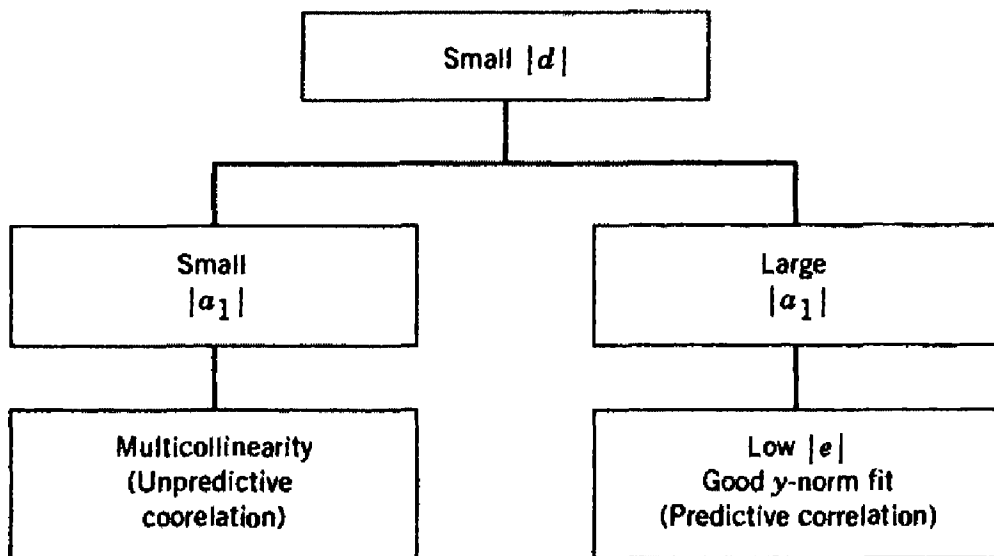 Small |d|
Small
|a₁|
Large
|a₁|
Multicollinearity
(Unpredictive
coorelation)
Low |e|
Good y-norm fit
(Predictive correlation)